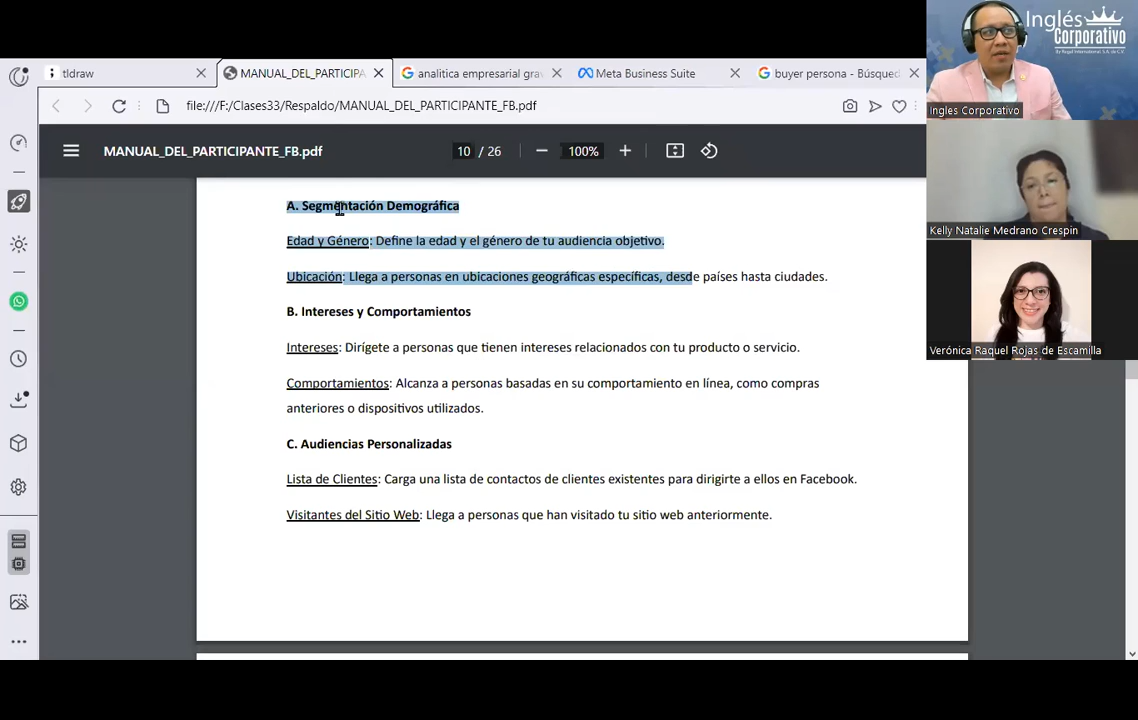 tldraw
MANUAL_DEL_PARTICIPA
analitica empresarial gra
Meta Business Suite
buyer persona - Búsqued
file:///F:/Clases33/Respaldo/MANUAL_DEL_PARTICIPANTE_FB.pdf
MANUAL_DEL_PARTICIPANTE_FB.pdf
10 / 26
100%
A. Segmentación Demográfica
Edad y Género: Define la edad y el género de tu audiencia objetivo.
Ubicación: Llega a personas en ubicaciones geográficas específicas, desde países hasta ciudades.
B. Intereses y Comportamientos
Intereses: Dirígete a personas que tienen intereses relacionados con tu producto o servicio.
Comportamientos: Alcanza a personas basadas en su comportamiento en línea, como compras
anteriores o dispositivos utilizados.
C. Audiencias Personalizadas
Lista de Clientes: Carga una lista de contactos de clientes existentes para dirigirte a ellos en Facebook.
Visitantes del Sitio Web: Llega a personas que han visitado tu sitio web anteriormente.
Inglés
Corporativo
By Regal International S.A. de C.V.
Ingles Corporativo
Kelly Natalie Medrano Crespin
Verónica Raquel Rojas de Escamilla